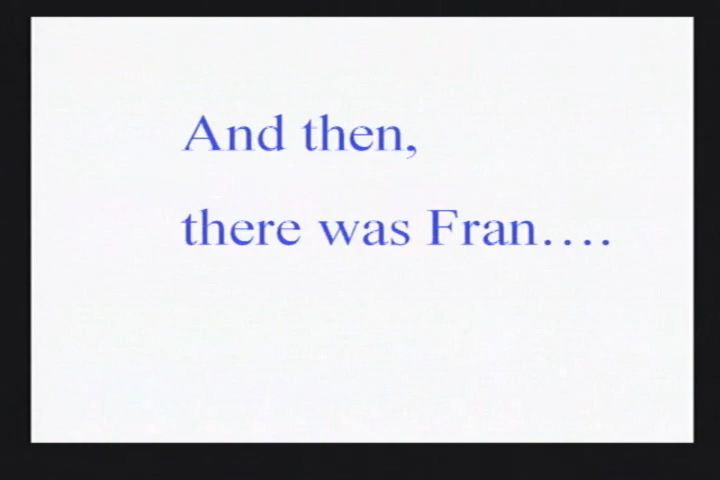 And then,
there was Fran....